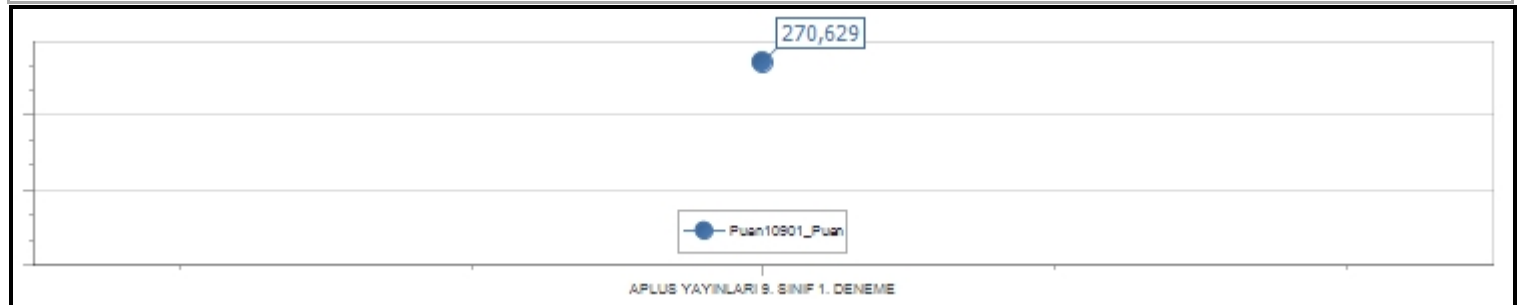 270,629
Puan10901_Puan
APLUS YAYINLARI 9. SINIF 1. DENEME